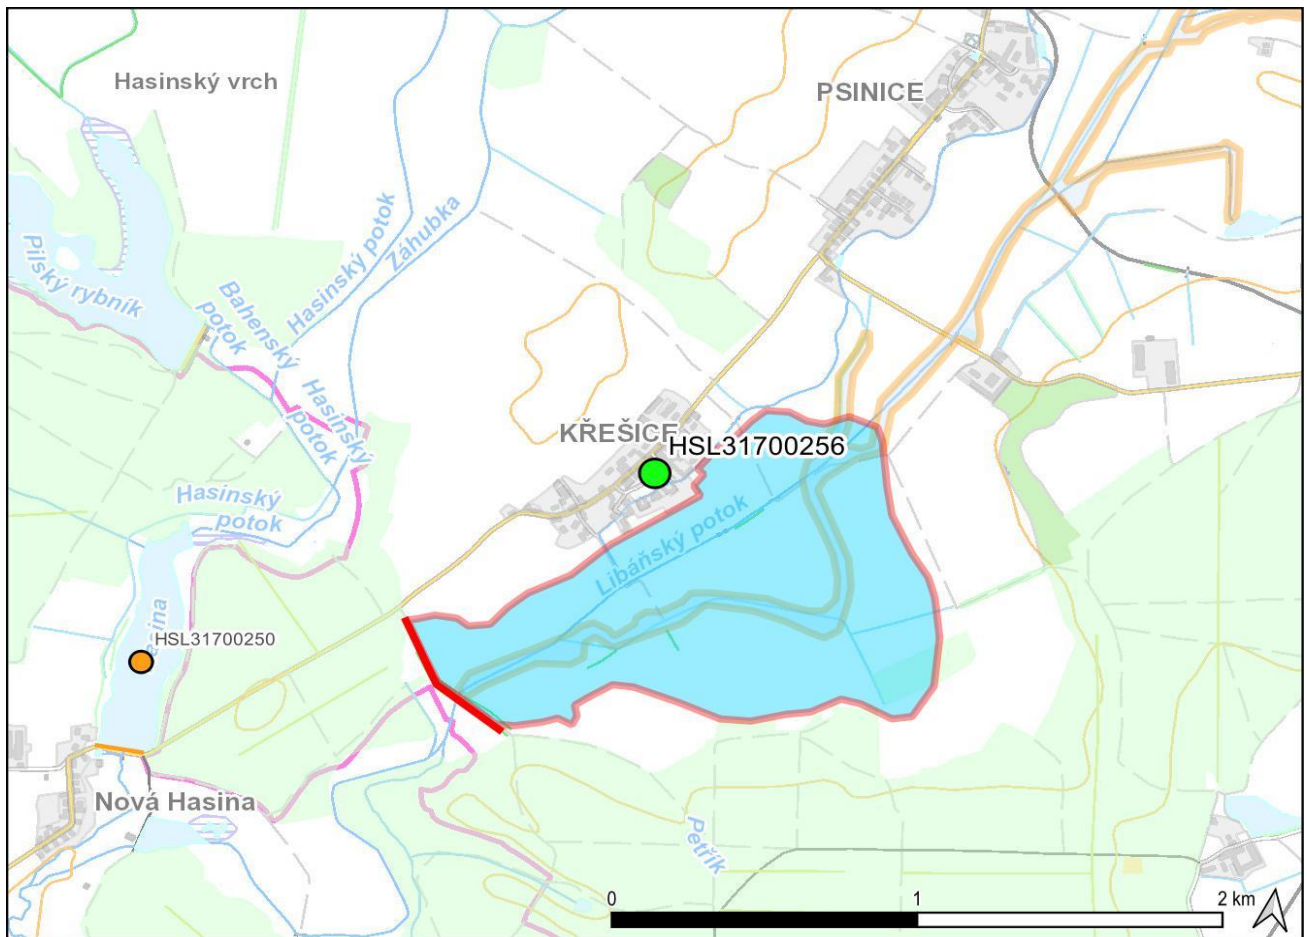 Hasinský vrch
PSINICE
Pilský rybník
Hasinský potok
Záhubka
Bahenský
potok
potok
Hasinský
KŘEŠICE
HSL31700256
Hasinský
potok
Libáňský potok
HSL31700250
Nová Hasina
Petřík
0
1
2 km